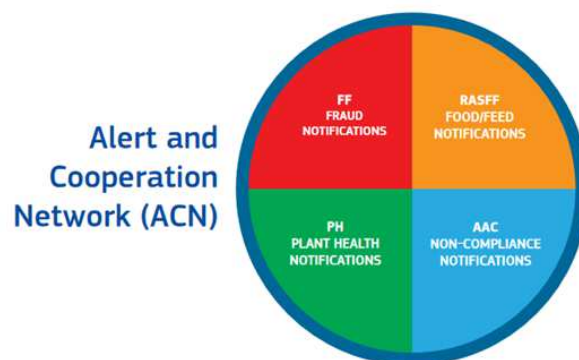 Alert and
Cooperation
Network (ACN)
FF
FRAUD
NOTIFICATIONS
RASFF
FOOD/FEED
NOTIFICATIONS
PH
PLANT HEALTH
NOTIFICATIONS
AAC
NON-COMPLIANCE
NOTIFICATIONS